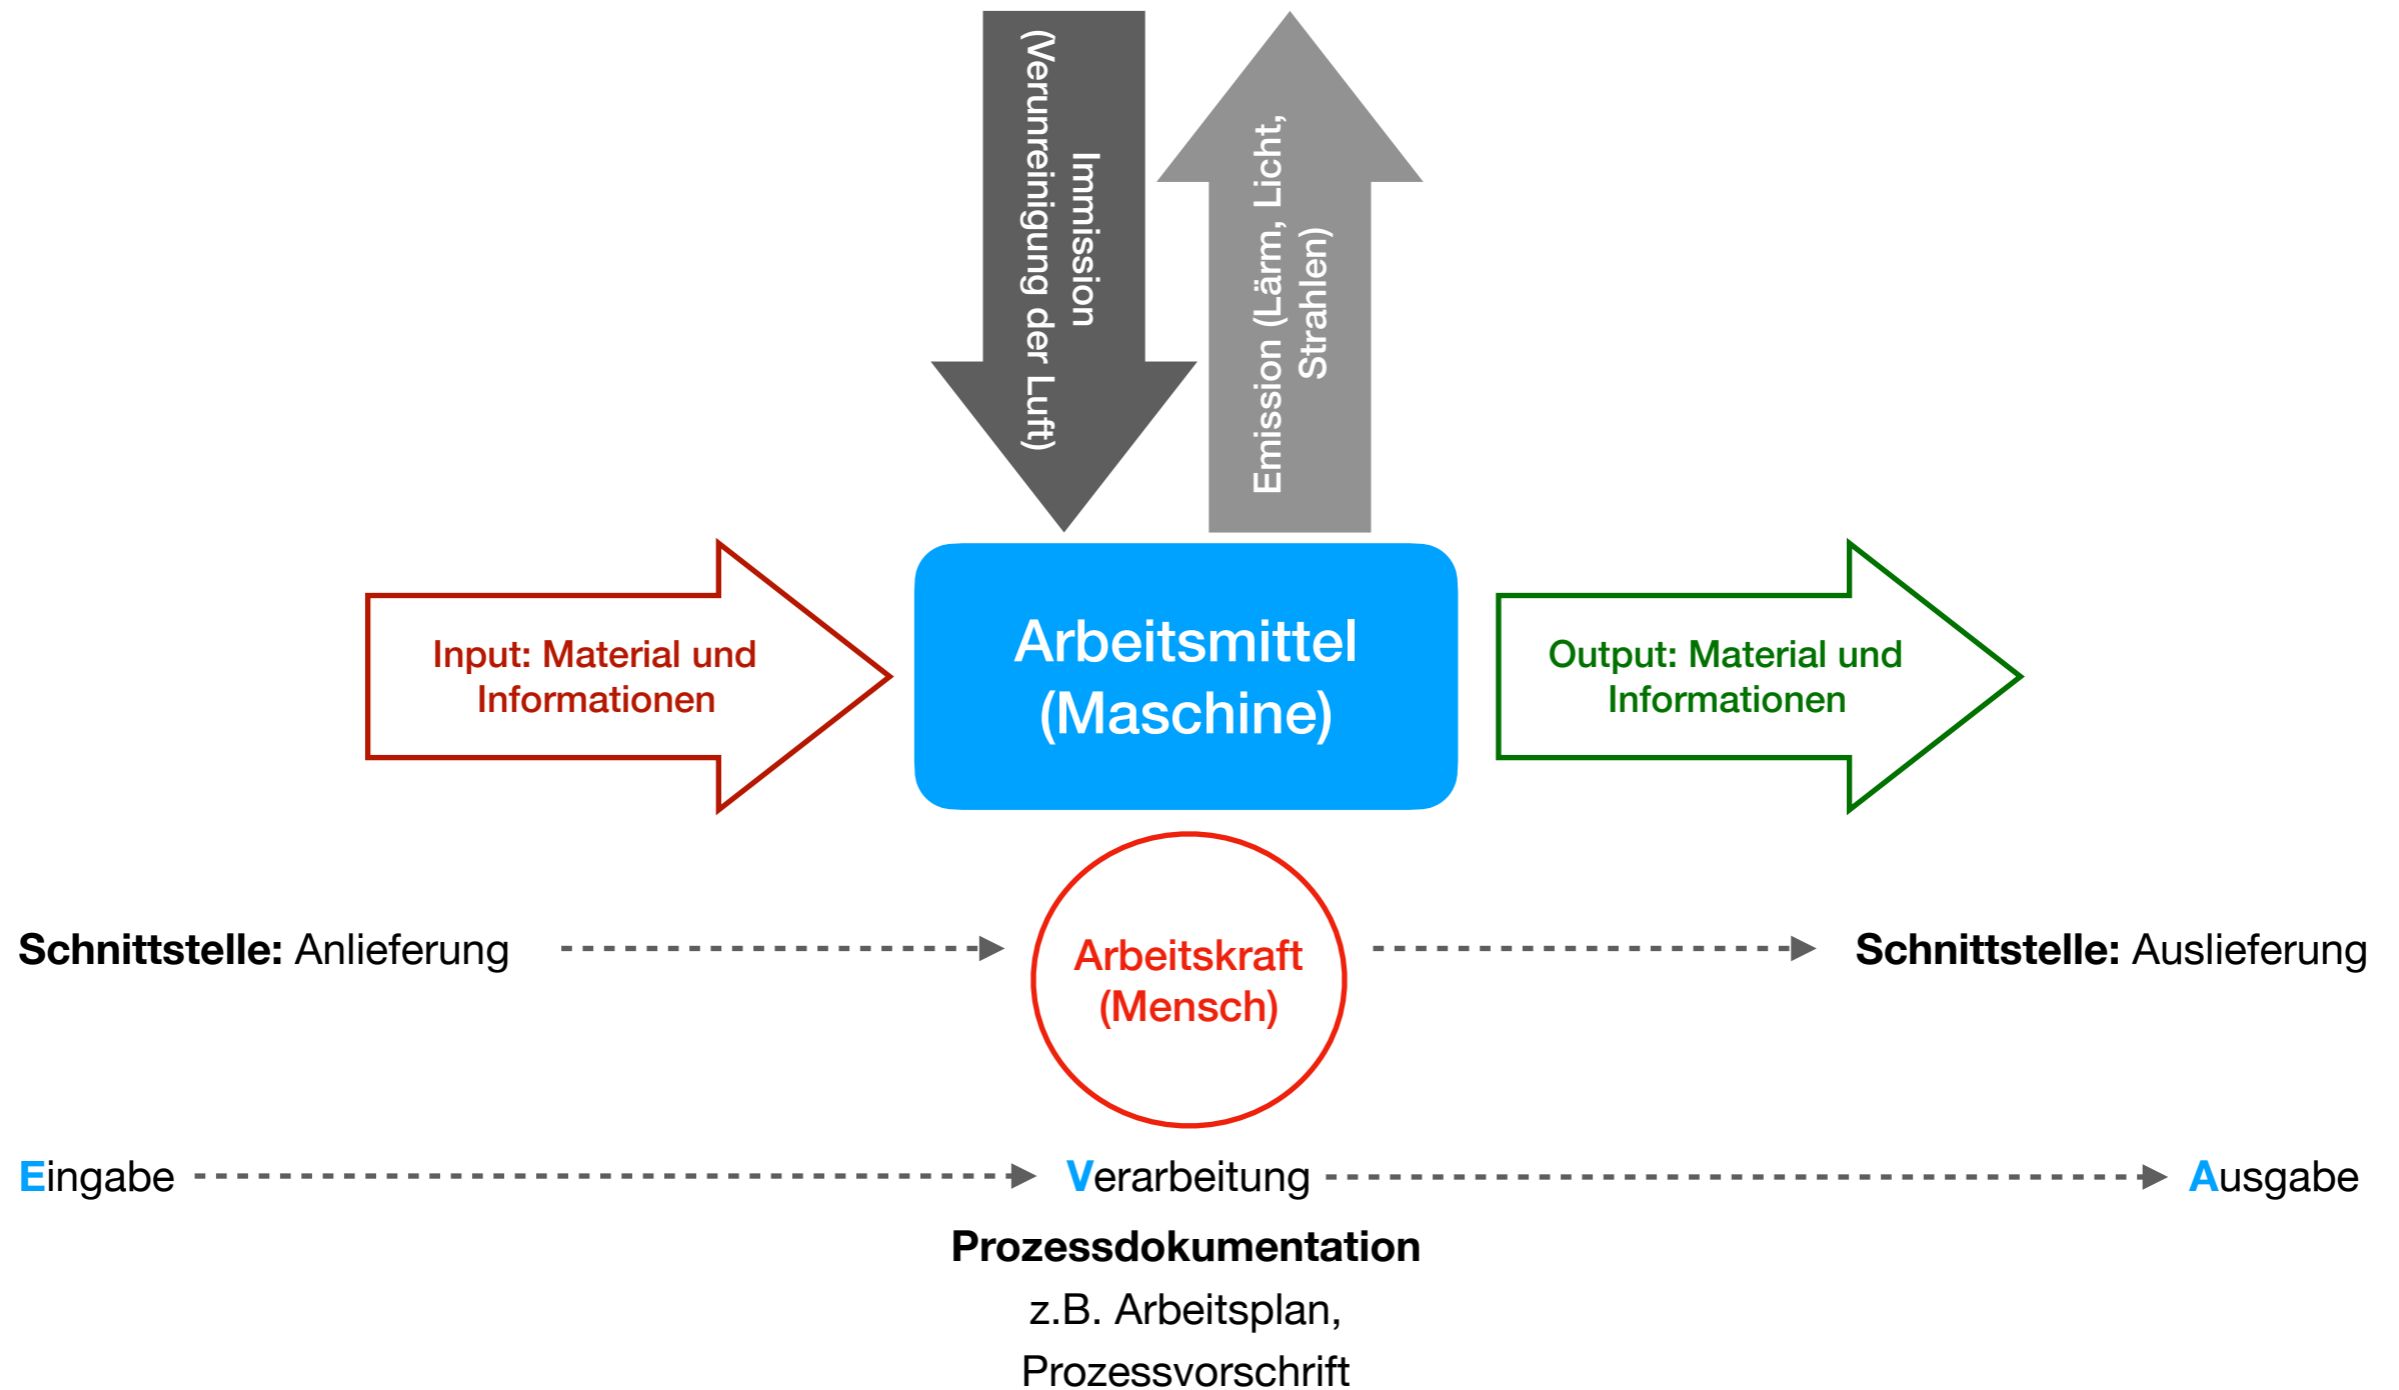 Immission
(Verunreinigung der Luft)
Emission (Lärm, Licht,
Strahlen)
Input: Material und
Informationen
Arbeitsmittel
(Maschine)
Output: Material und
Informationen
Schnittstelle: Anlieferung
Arbeitskraft
(Mensch)
Schnittstelle: Auslieferung
Eingabe
Verarbeitung
Ausgabe
Prozessdokumentation
z.B. Arbeitsplan,
Prozessvorschrift